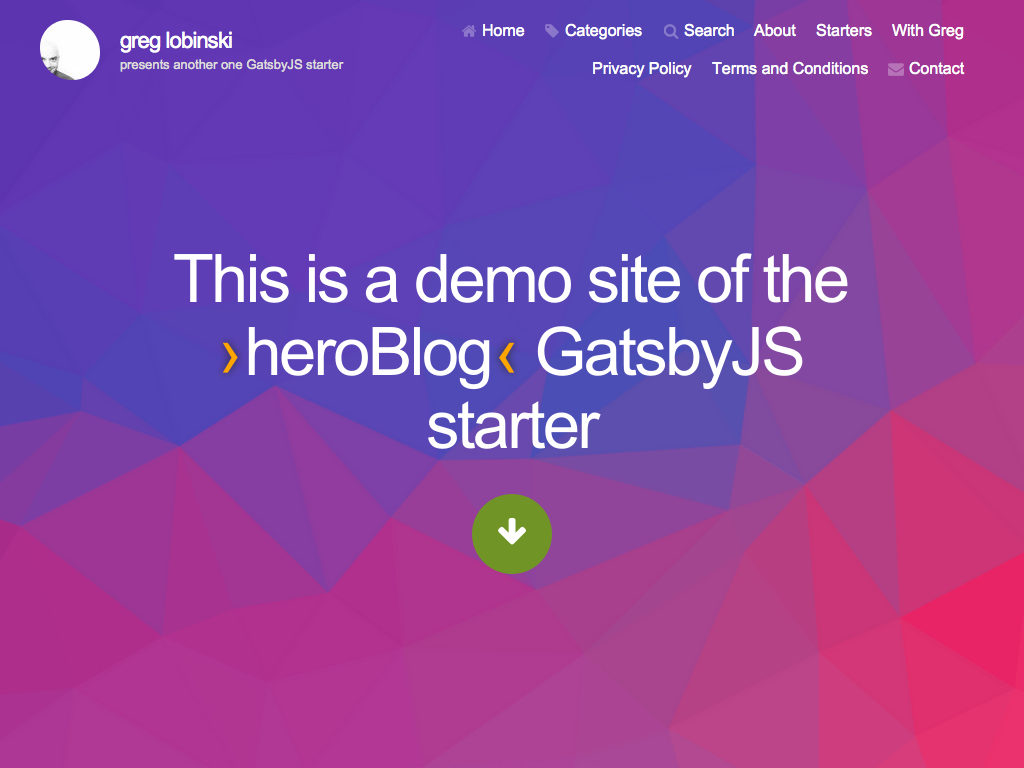 greg lobinski
presents another one GatsbyJS starter
Home Categories Search About Starters With Greg
Privacy Policy Terms and Conditions Contact
This is a demo site of the
›heroBlog‹ GatsbyJS
starter